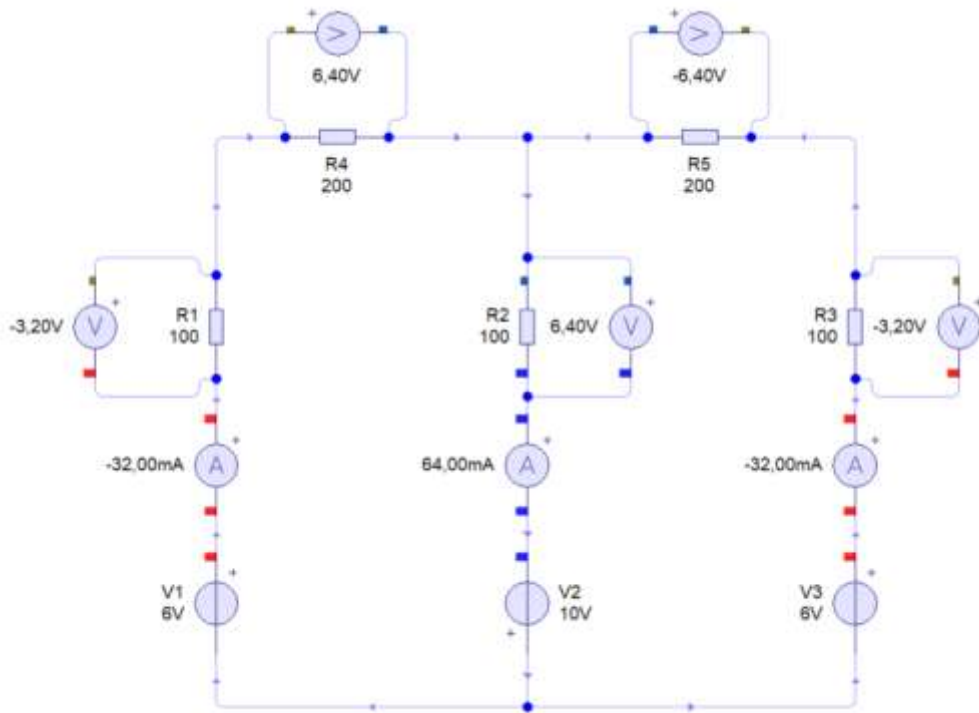 +
V
6,40V
+
V
-6,40V
R4
200
R5
200
+
V
-3,20V
R1
100
R2
100
+
V
6,40V
R3
100
+
V
-3,20V
+
A
-32,00mA
+
A
64,00mA
+
A
-32,00mA
+
V1
6V
V2
10V
+
+
V3
6V